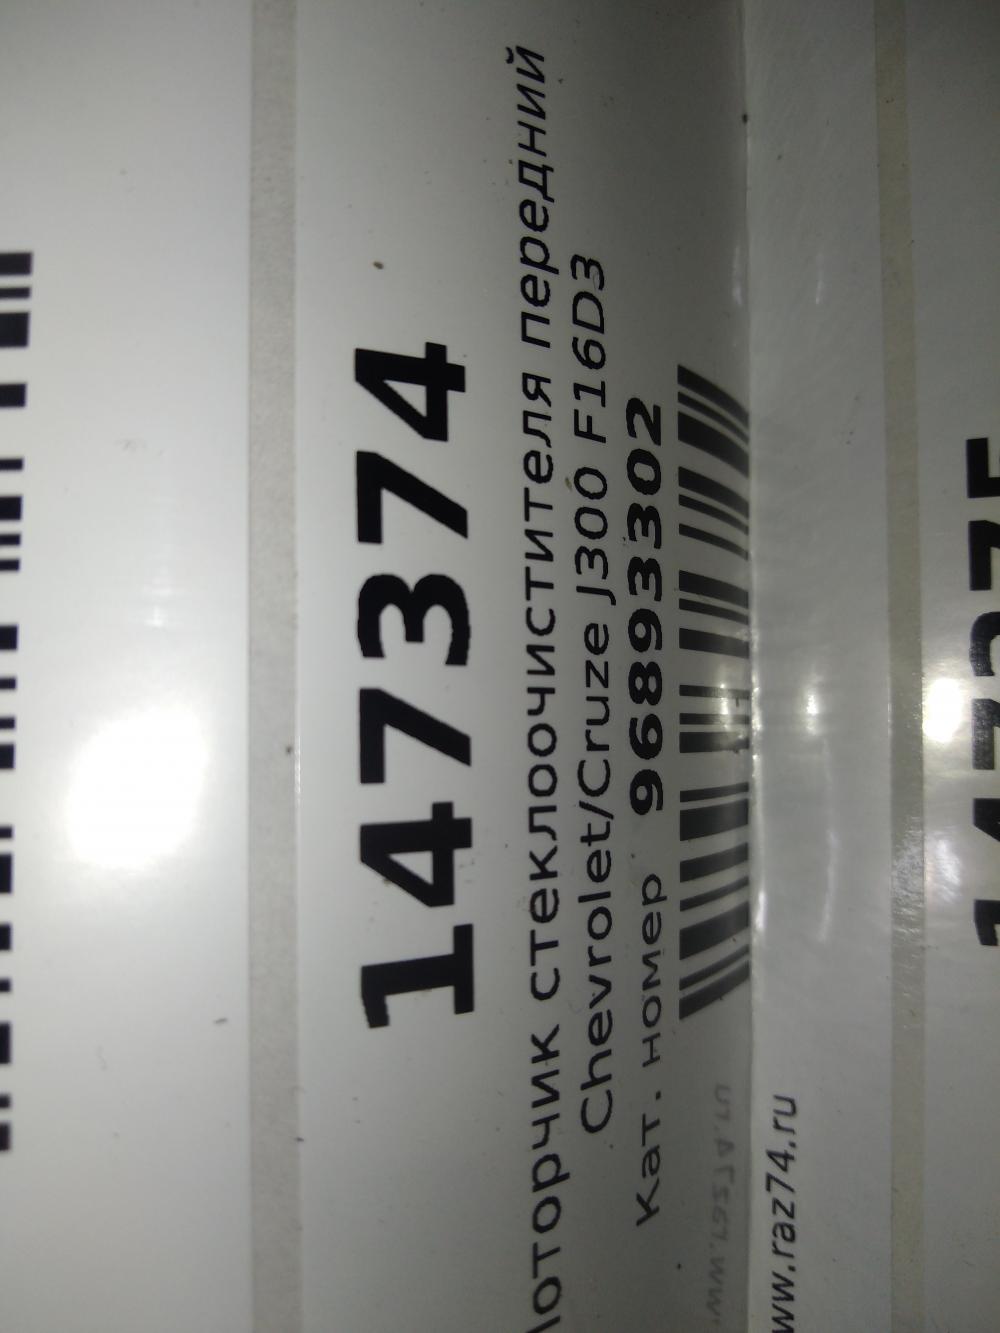 147374
Моторчик стеклоочистителя передний
Chevrolet/Cruze J300 F16D3
Кат. номер 96893302
www.raz74.ru